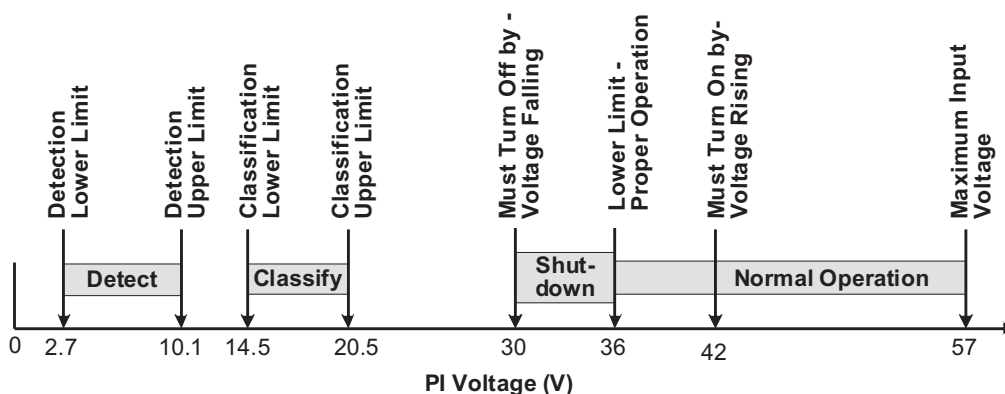 Detection
Lower Limit
Detection
Upper Limit
Classification
Lower Limit
Classification
Upper Limit
Must Turn Off by -
Voltage Falling
Lower Limit -
Proper Operation
Must Turn On by-
Voltage Rising
Maximum Input
Voltage
Detect
Classify
Shut-
down
Normal Operation
0
2.7
10.1
14.5
20.5
30
36
42
57
PI Voltage (V)